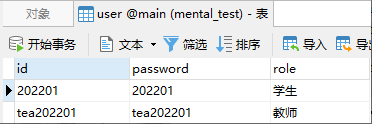 对象 user @main (mental_test) - 表
开始事务 文本 筛选 排序 导入 导
id password role
202201 202201 学生
tea202201 tea202201 教师